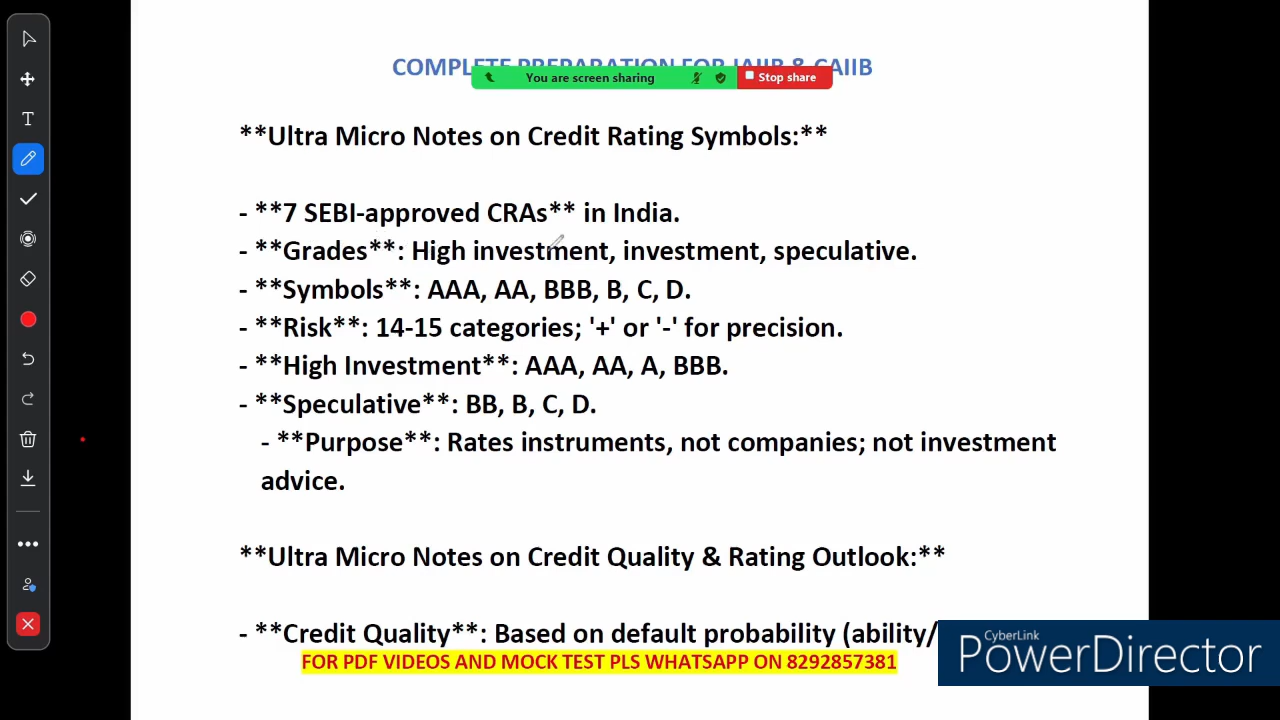 COMPLETE PREPARATION FOR JAIIB & CAIIB
You are screen sharing
Stop share
**Ultra Micro Notes on Credit Rating Symbols:**
- **7 SEBI-approved CRAs** in India.
- **Grades**: High investment, investment, speculative.
- **Symbols**: AAA, AA, BBB, B, C, D.
- **Risk**: 14-15 categories; '+' or '-' for precision.
- **High Investment**: AAA, AA, A, BBB.
- **Speculative**: BB, B, C, D.
- **Purpose**: Rates instruments, not companies; not investment
advice.
**Ultra Micro Notes on Credit Quality & Rating Outlook:**
- **Credit Quality**: Based on default probability (ability/
FOR PDF VIDEOS AND MOCK TEST PLS WHATSAPP ON 8292857381
CyberLink
PowerDirector
T